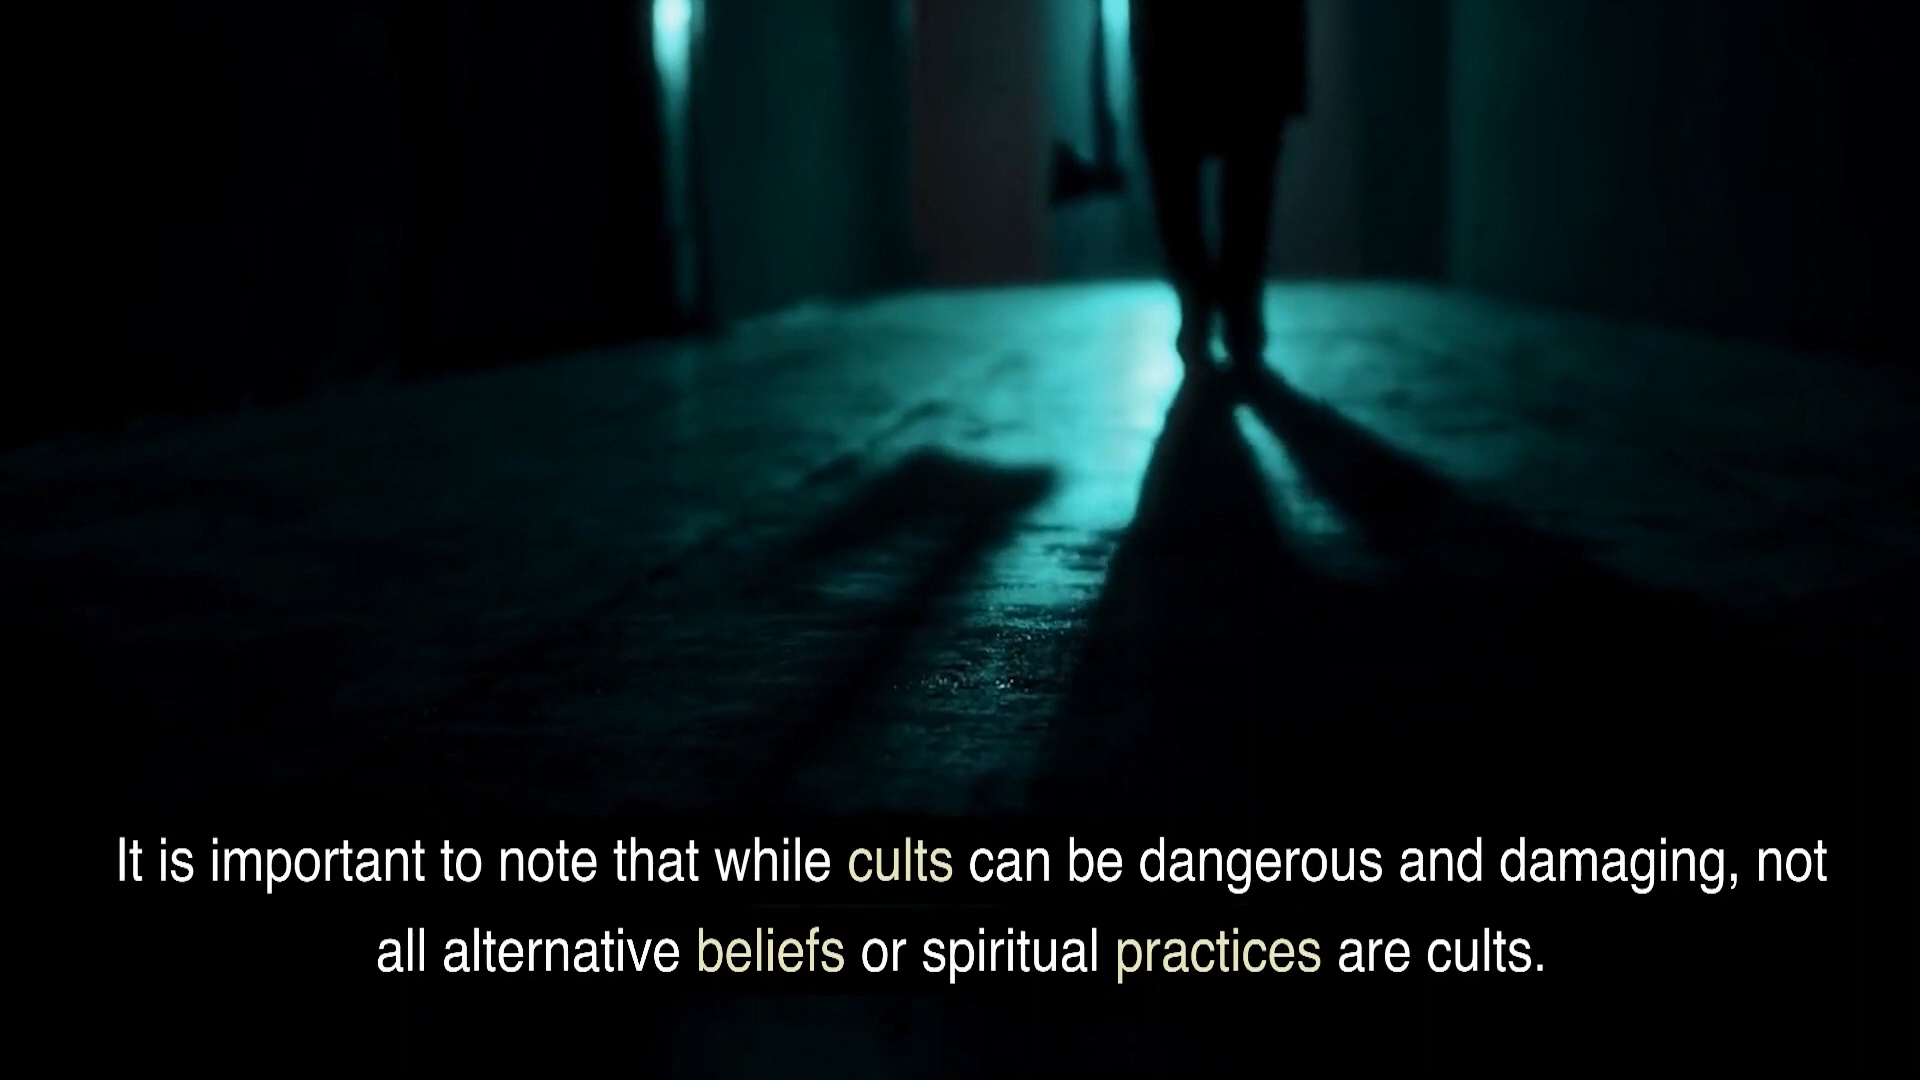 It is important to note that while cults can be dangerous and damaging, not
all alternative beliefs or spiritual practices are cults.